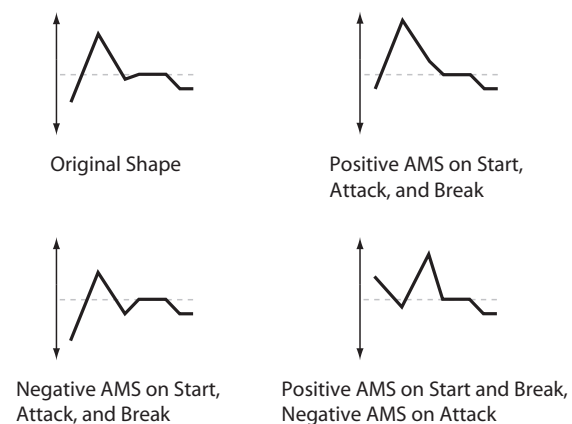 Original Shape
Positive AMS on Start,
Attack, and Break
Negative AMS on Start,
Attack, and Break
Positive AMS on Start and Break,
Negative AMS on Attack